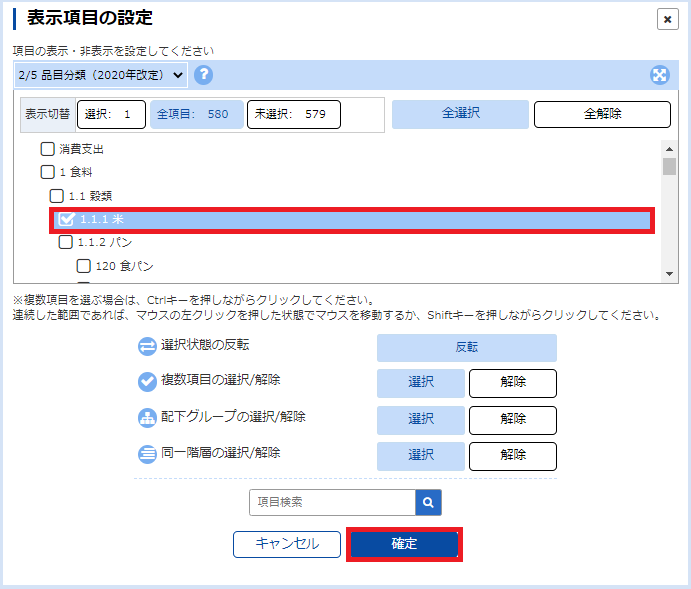 表示項目の設定
項目の表示・非表示を設定してください
2/5 品目分類（2020年改定）
?
表示切替 選択： 1 全項目： 580 未選択： 579 全選択 全解除
消費支出
1 食料
1.1 穀類
1.1.1 米
1.1.2 パン
120 食パン
※複数項目を選ぶ場合は、Ctrlキーを押しながらクリックしてください。
連続した範囲であれば、マウスの左クリックを押した状態でマウスを移動するか、Shiftキーを押しながらクリックしてください。
選択状態の反転 反転
複数項目の選択/解除 選択 解除
配下グループの選択/解除 選択 解除
同一階層の選択/解除 選択 解除
項目検索
キャンセル 確定